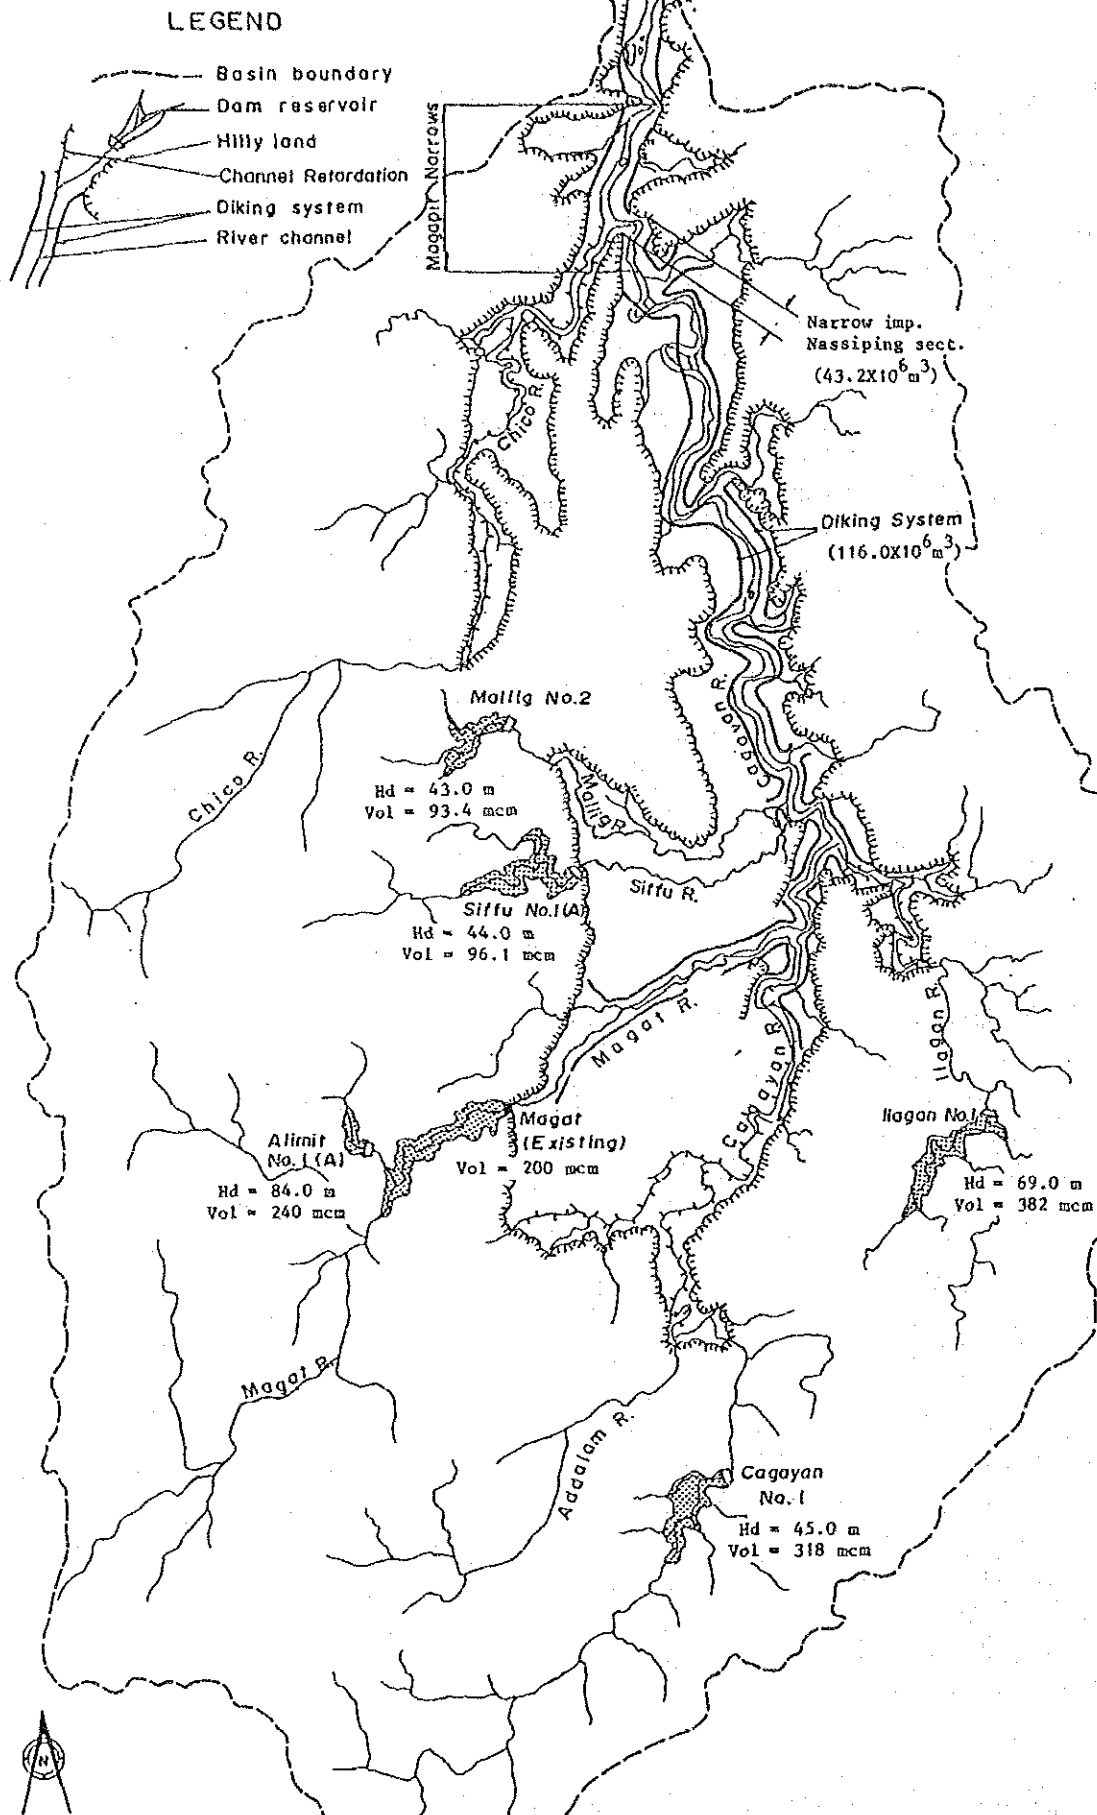 LEGEND
Basin boundary
Dam reservoir
Hilly land
Channel Retardation
Diking system
River channel
Magapit Narrows
Narrow imp.
Nassiping sect.
(43.2X10⁶m³)
Chico R.
Diking System
(116.0X10⁶m³)
Cagayan R.
Mallig No.2
Hd = 43.0 m
Vol = 93.4 mcm
Chico R.
Mallig R.
Siffu R.
Siffu No.1(A)
Hd = 44.0 m
Vol = 96.1 mcm
Magat R.
Cagayan R.
Ilagan R.
Alimit
No.1(A)
Hd = 84.0 m
Vol = 240 mcm
Magat
(Existing)
Vol = 200 mcm
Ilagan No.1
Hd = 69.0 m
Vol = 382 mcm
Magat R.
Addalam R.
Cagayan
No.1
Hd = 45.0 m
Vol = 318 mcm
N